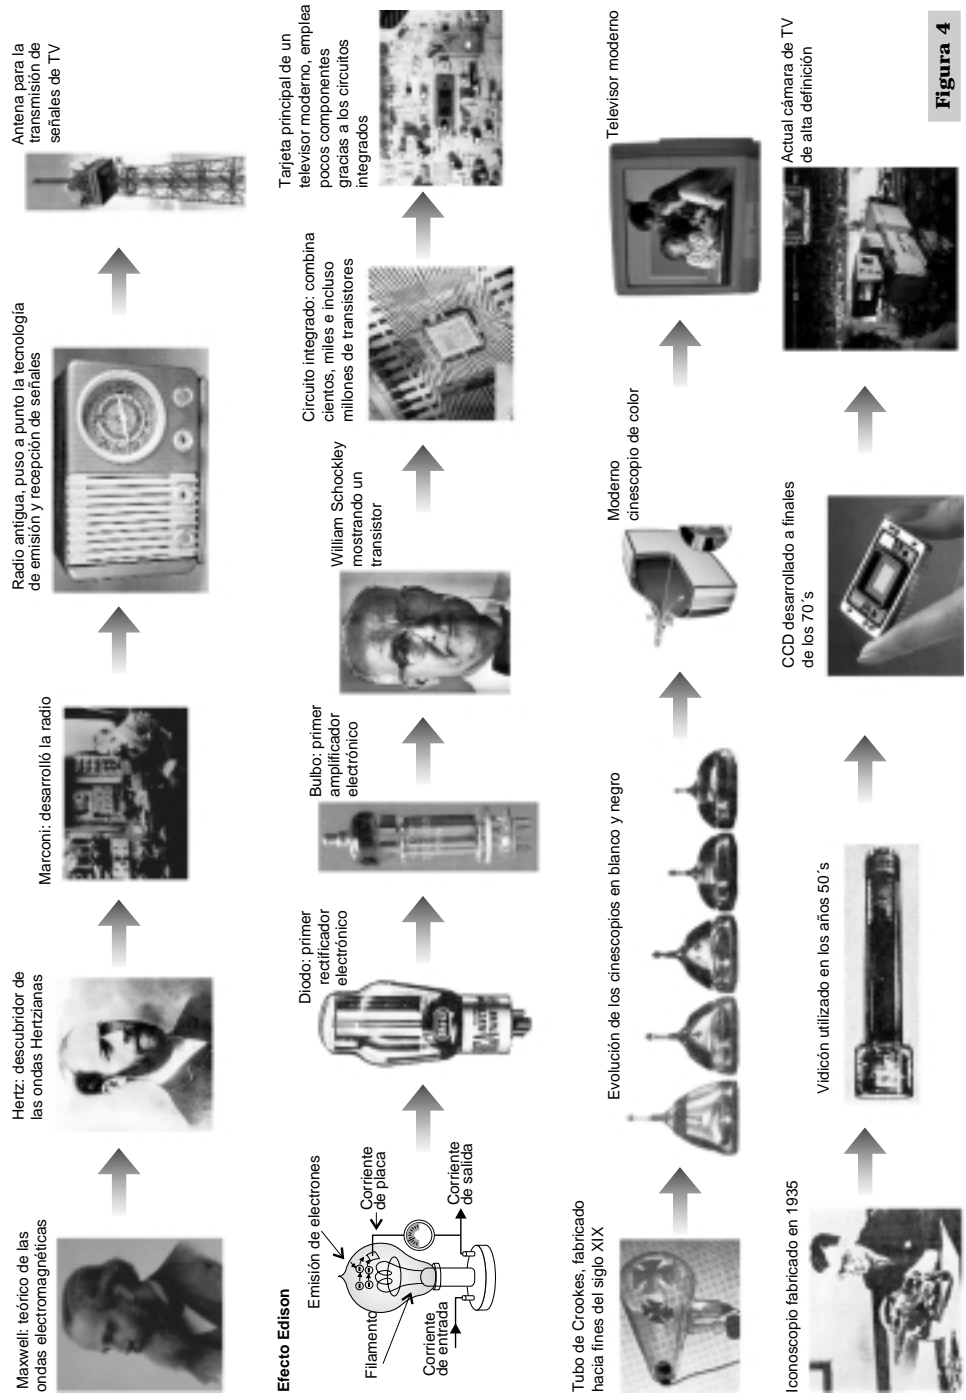 Maxwell: teórico de las
ondas electromagnéticas
Hertz: descubridor de
las ondas Hertzianas
Marconi: desarrolló la radio
Radio antigua, puso a punto la tecnología
de emisión y recepción de señales
Antena para la
transmisión de
señales de TV
Efecto Edison
Emisión de electrones
Filamento
Corriente
de placa
Corriente
de entrada
Corriente
de salida
Diodo: primer
rectificador
electrónico
Bulbo: primer
amplificador
electrónico
William Schockley
mostrando un
transistor
Circuito integrado: combina
cientos, miles e incluso
millones de transistores
Tarjeta principal de un
televisor moderno, emplea
pocos componentes
gracias a los circuitos
integrados
Tubo de Crookes, fabricado
hacia fines del siglo XIX
Evolución de los cinescopios en blanco y negro
Moderno
cinescopio de color
Televisor moderno
Iconoscopio fabricado en 1935
Vidicón utilizado en los años 50´s
CCD desarrollado a finales
de los 70´s
Actual cámara de TV
de alta definición
Figura 4